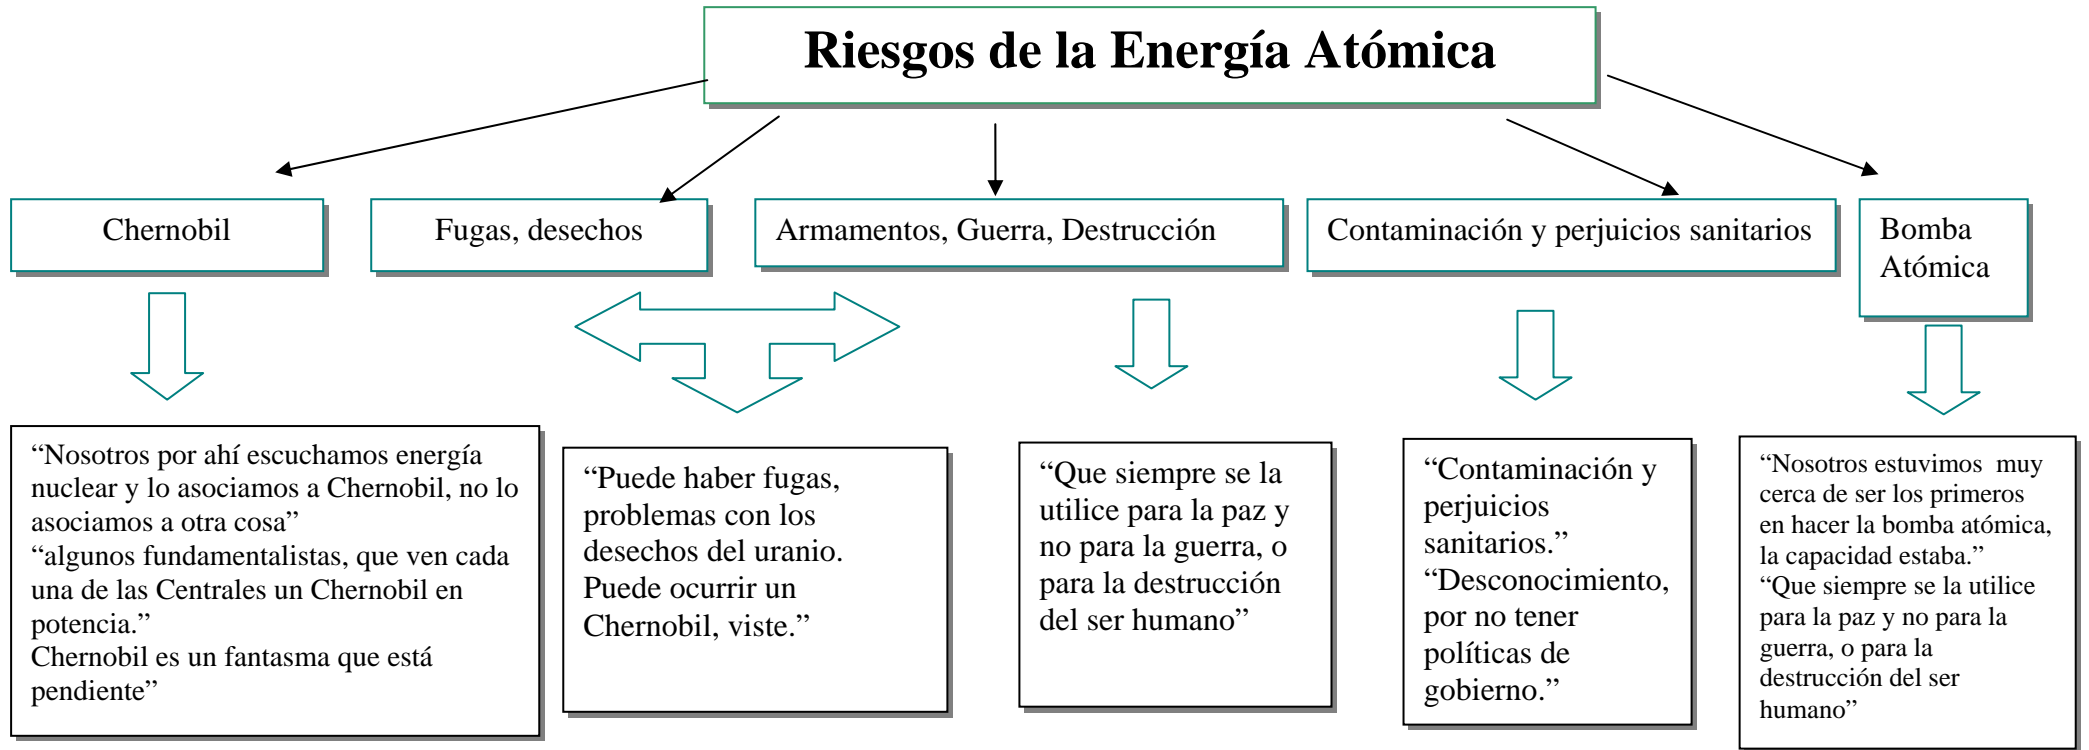 Riesgos de la Energía Atómica
Chernobil
Fugas, desechos
Armamentos, Guerra, Destrucción
Contaminación y perjuicios sanitarios
Bomba
Atómica
“Nosotros por ahí escuchamos energía
nuclear y lo asociamos a Chernobil, no lo
asociamos a otra cosa”
“algunos fundamentalistas, que ven cada
una de las Centrales un Chernobil en
potencia.”
Chernobil es un fantasma que está
pendiente”
“Puede haber fugas,
problemas con los
desechos del uranio.
Puede ocurrir un
Chernobil, viste.”
“Que siempre se la
utilice para la paz y
no para la guerra, o
para la destrucción
del ser humano”
“Contaminación y
perjuicios
sanitarios.”
“Desconocimiento,
por no tener
políticas de
gobierno.”
“Nosotros estuvimos  muy
cerca de ser los primeros
en hacer la bomba atómica,
la capacidad estaba.”
“Que siempre se la utilice
para la paz y no para la
guerra, o para la
destrucción del ser
humano”